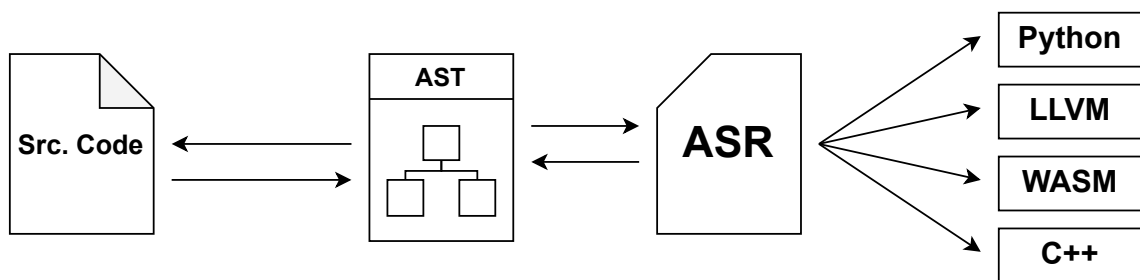 Src. Code
AST
ASR
Python
LLVM
WASM
C++